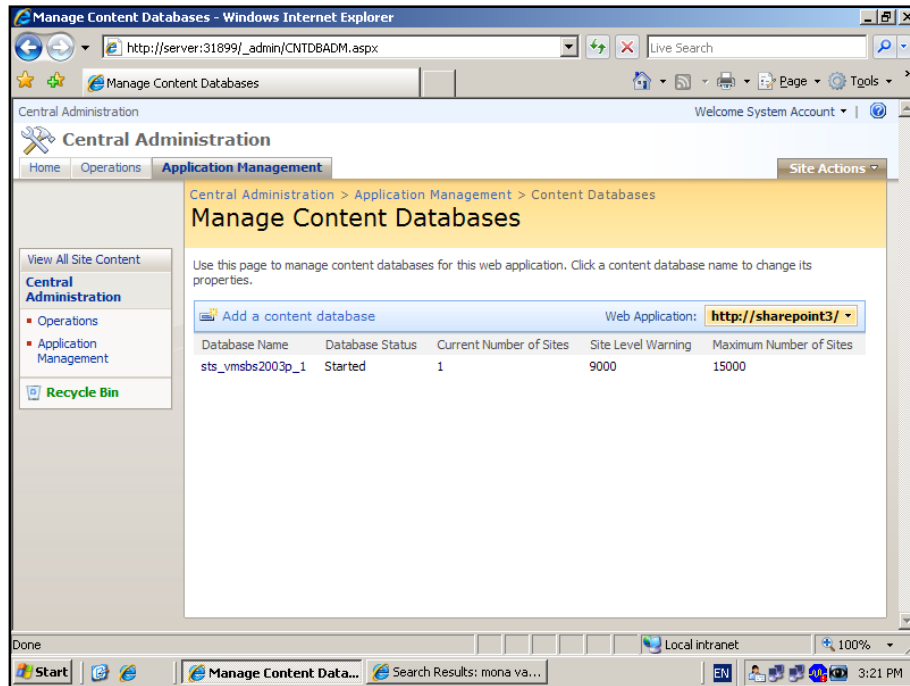 Manage Content Databases - Windows Internet Explorer
http://server:31899/_admin/CNTDBADM.aspx
Live Search
Manage Content Databases
Page
Tools
Central Administration
Welcome System Account
Central Administration
Home Operations Application Management
Site Actions
Central Administration > Application Management > Content Databases
Manage Content Databases
View All Site Content
Central
Administration
Operations
Application
Management
Recycle Bin
Use this page to manage content databases for this web application. Click a content database name to change its
properties.
Add a content database Web Application: http://sharepoint3/
Database Name Database Status Current Number of Sites Site Level Warning Maximum Number of Sites
sts_vmsbs2003p_1 Started 1 9000 15000
Done Local intranet 100%
Start Manage Content Data... Search Results: mona va... EN 3:21 PM